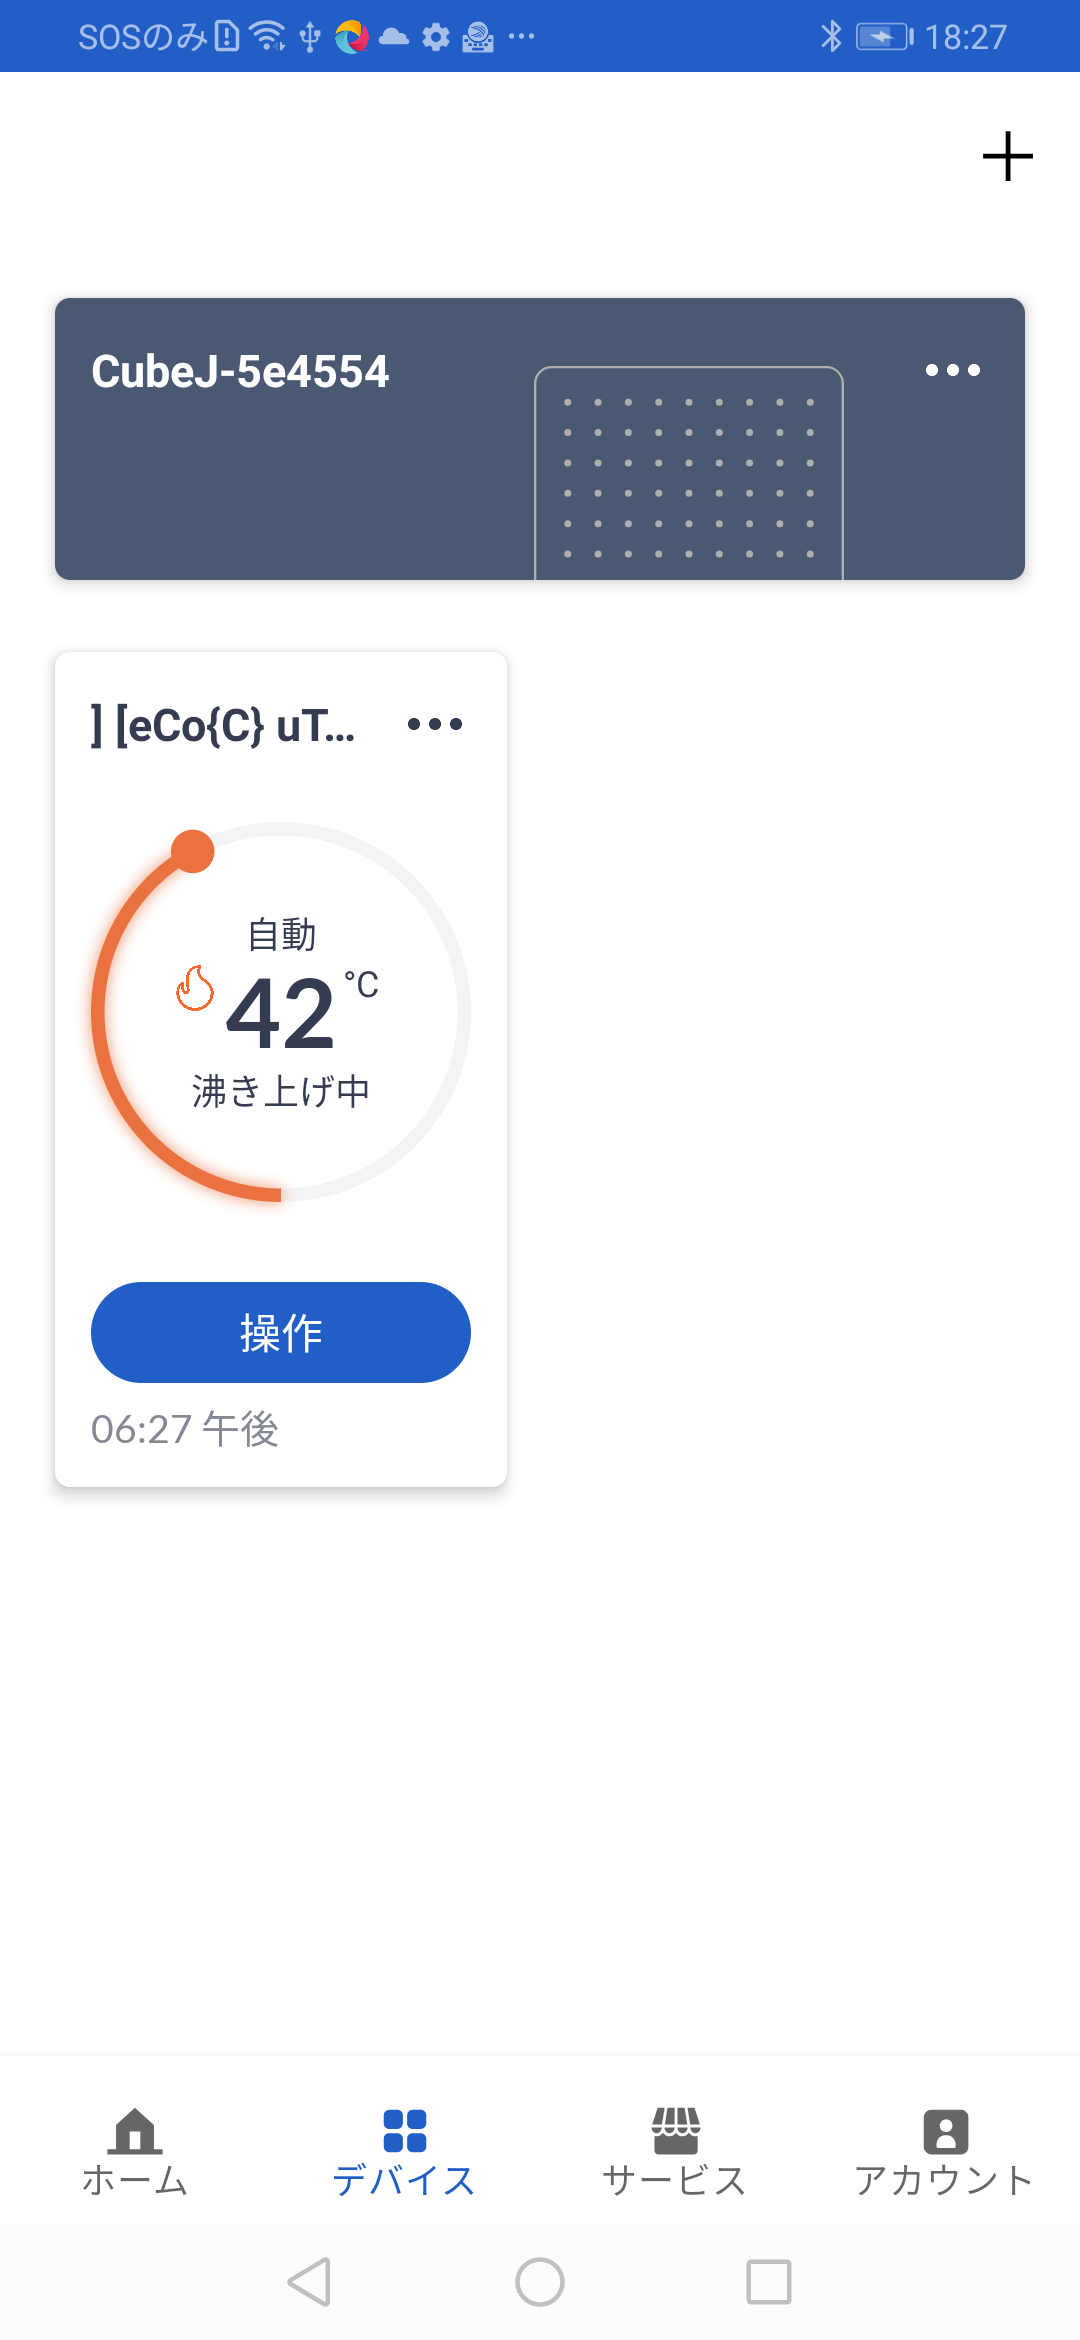 SOSのみ
18:27
CubeJ-5e4554
] [eCo{C} uT...
自動
42 °C
沸き上げ中
操作
06:27 午後
ホーム
デバイス
サービス
アカウント